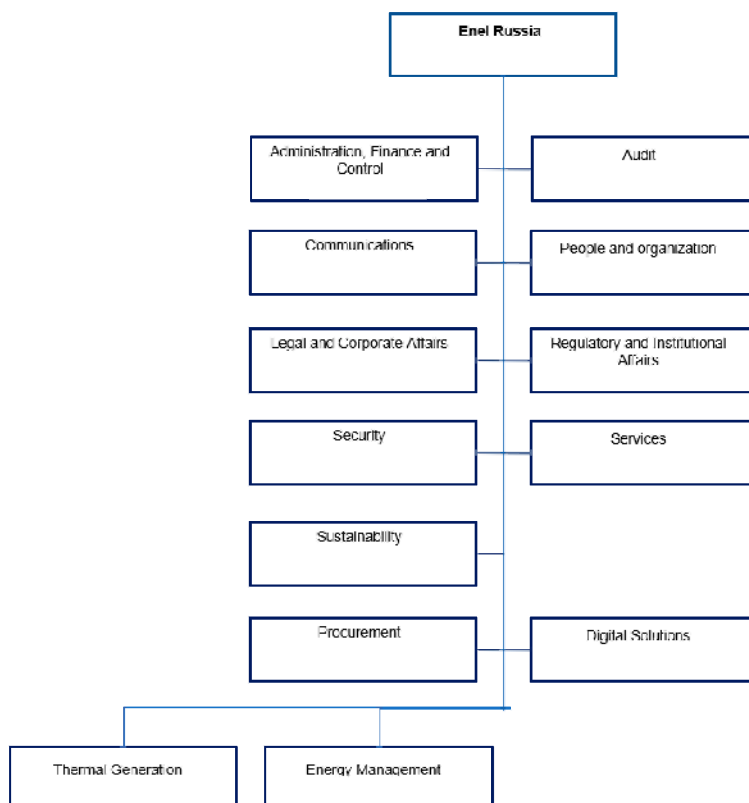 Enel Russia
Administration, Finance and
Control
Audit
Communications
People and organization
Legal and Corporate Affairs
Regulatory and Institutional
Affairs
Security
Services
Sustainability
Procurement
Digital Solutions
Thermal Generation
Energy Management